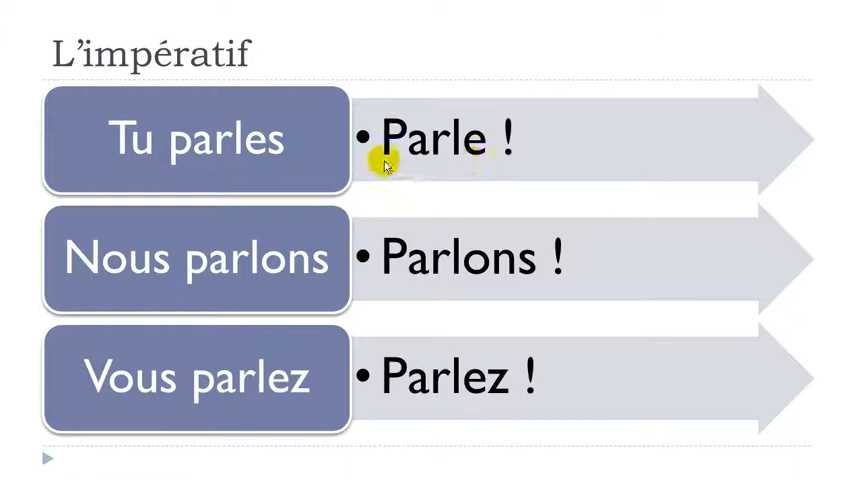 L'impératif
Tu parles
• Parle !
Nous parlons
• Parlons !
Vous parlez
• Parlez !